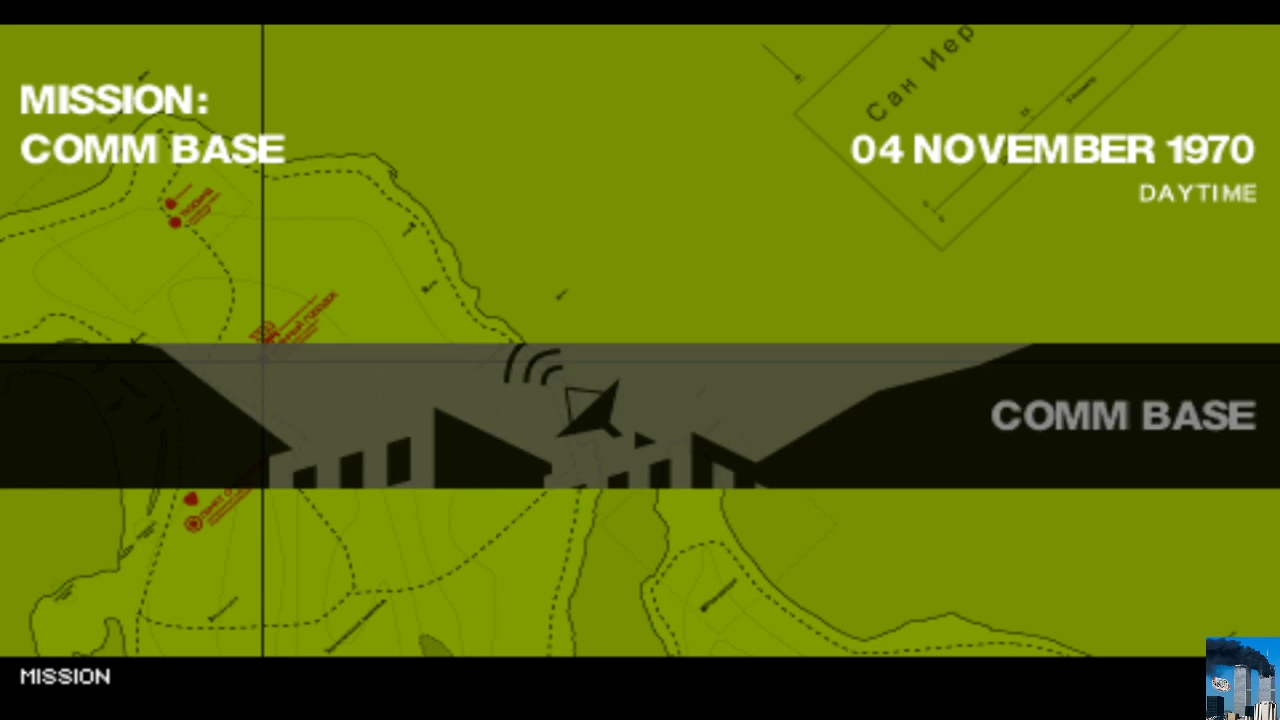 MISSION:
COMM BASE
Сан Иер
04 NOVEMBER 1970
DAYTIME
COMM BASE
MISSION